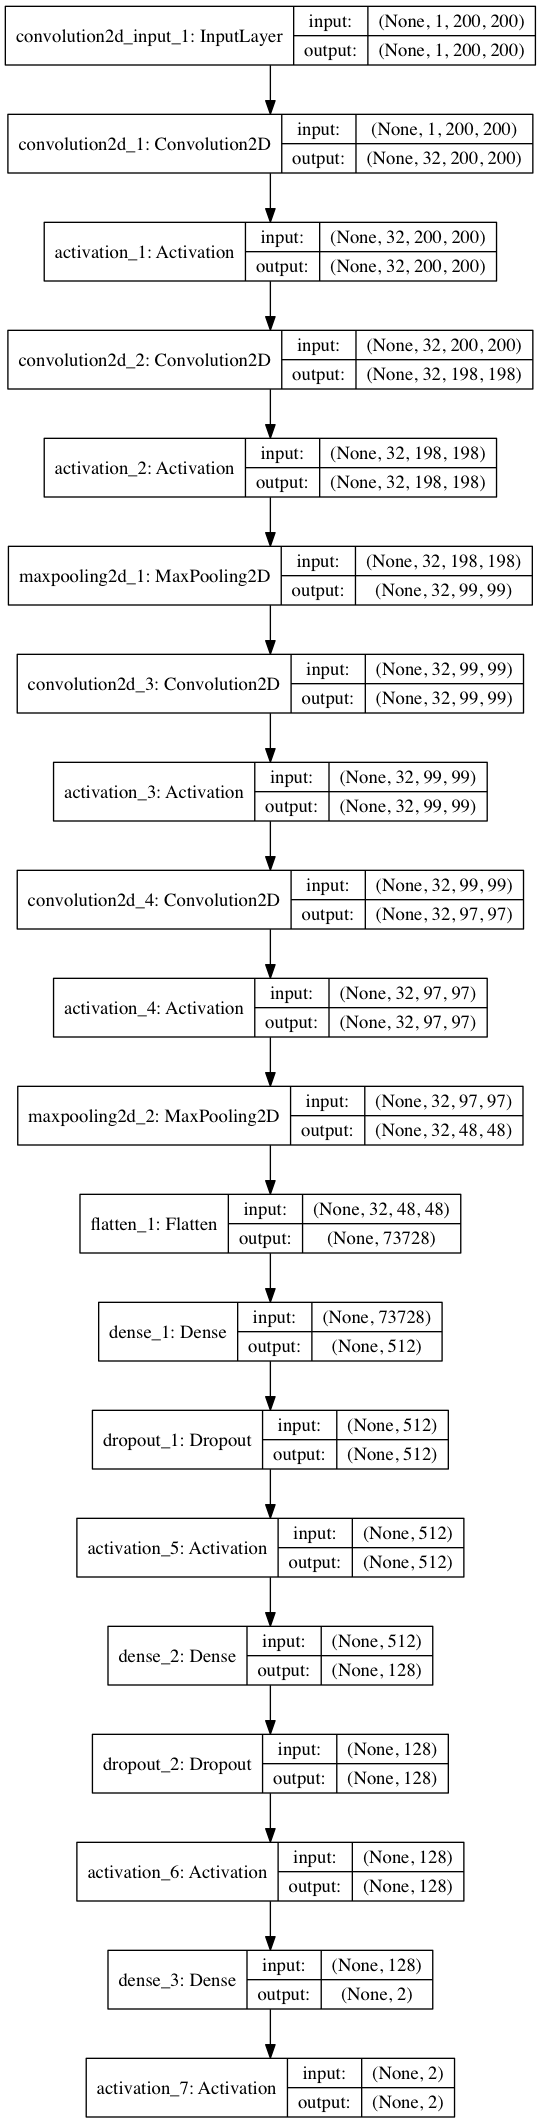 convolution2d_input_1: InputLayer
input: (None, 1, 200, 200)
output: (None, 1, 200, 200)
convolution2d_1: Convolution2D
input: (None, 1, 200, 200)
output: (None, 32, 200, 200)
activation_1: Activation
input: (None, 32, 200, 200)
output: (None, 32, 200, 200)
convolution2d_2: Convolution2D
input: (None, 32, 200, 200)
output: (None, 32, 198, 198)
activation_2: Activation
input: (None, 32, 198, 198)
output: (None, 32, 198, 198)
maxpooling2d_1: MaxPooling2D
input: (None, 32, 198, 198)
output: (None, 32, 99, 99)
convolution2d_3: Convolution2D
input: (None, 32, 99, 99)
output: (None, 32, 99, 99)
activation_3: Activation
input: (None, 32, 99, 99)
output: (None, 32, 99, 99)
convolution2d_4: Convolution2D
input: (None, 32, 99, 99)
output: (None, 32, 97, 97)
activation_4: Activation
input: (None, 32, 97, 97)
output: (None, 32, 97, 97)
maxpooling2d_2: MaxPooling2D
input: (None, 32, 97, 97)
output: (None, 32, 48, 48)
flatten_1: Flatten
input: (None, 32, 48, 48)
output: (None, 73728)
dense_1: Dense
input: (None, 73728)
output: (None, 512)
dropout_1: Dropout
input: (None, 512)
output: (None, 512)
activation_5: Activation
input: (None, 512)
output: (None, 512)
dense_2: Dense
input: (None, 512)
output: (None, 128)
dropout_2: Dropout
input: (None, 128)
output: (None, 128)
activation_6: Activation
input: (None, 128)
output: (None, 128)
dense_3: Dense
input: (None, 128)
output: (None, 2)
activation_7: Activation
input: (None, 2)
output: (None, 2)